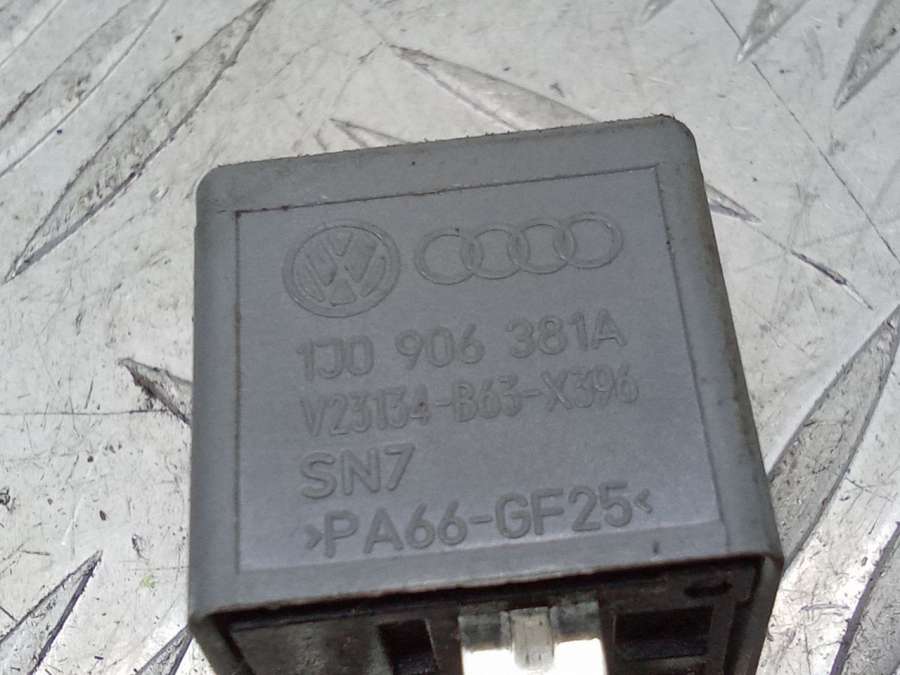 1J0 906 381A
V23134-B63-X396
SN7
>PA66-GF25<